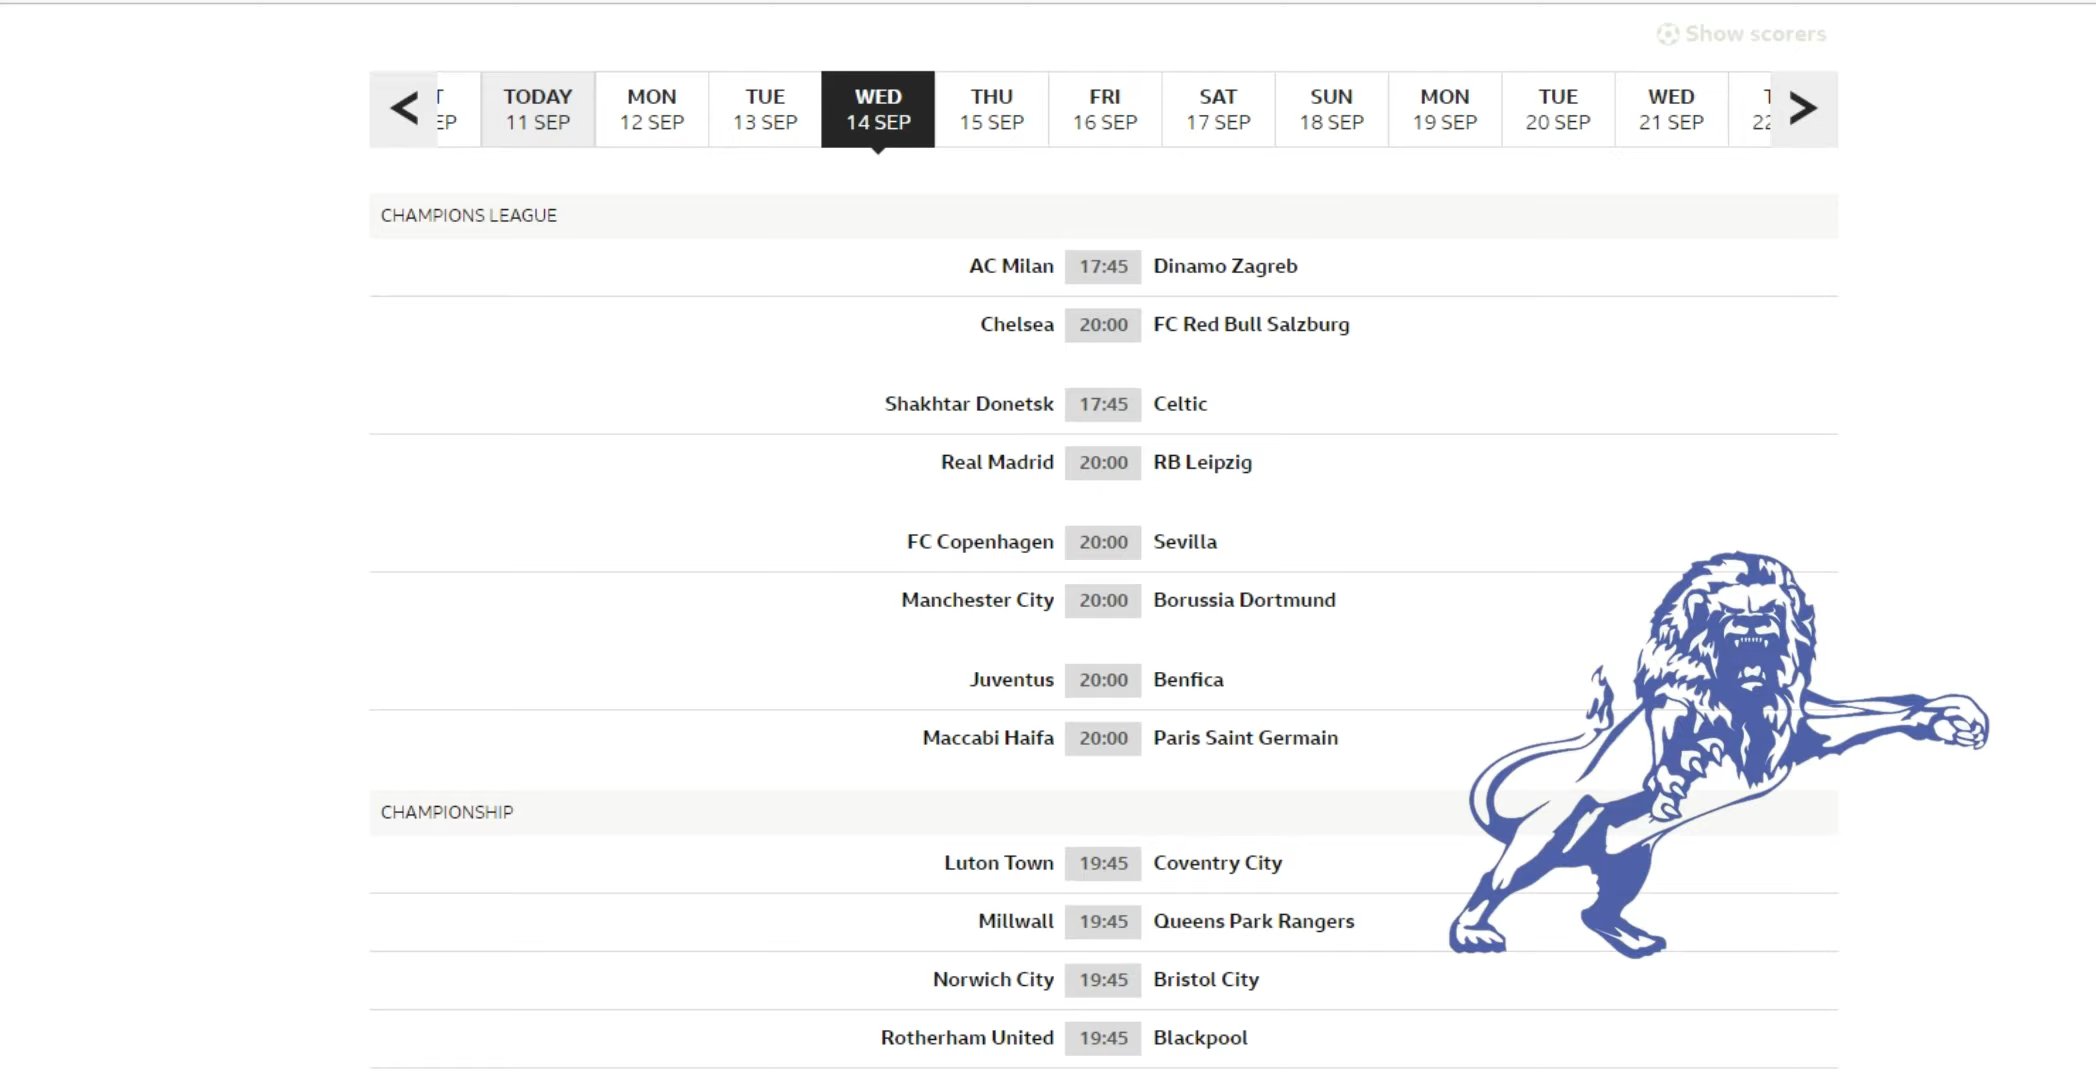 Show scorers
T TODAY MON TUE WED THU FRI SAT SUN MON TUE WED T
EP 11 SEP 12 SEP 13 SEP 14 SEP 15 SEP 16 SEP 17 SEP 18 SEP 19 SEP 20 SEP 21 SEP 22
CHAMPIONS LEAGUE
AC Milan 17:45 Dinamo Zagreb
Chelsea 20:00 FC Red Bull Salzburg
Shakhtar Donetsk 17:45 Celtic
Real Madrid 20:00 RB Leipzig
FC Copenhagen 20:00 Sevilla
Manchester City 20:00 Borussia Dortmund
Juventus 20:00 Benfica
Maccabi Haifa 20:00 Paris Saint Germain
CHAMPIONSHIP
Luton Town 19:45 Coventry City
Millwall 19:45 Queens Park Rangers
Norwich City 19:45 Bristol City
Rotherham United 19:45 Blackpool